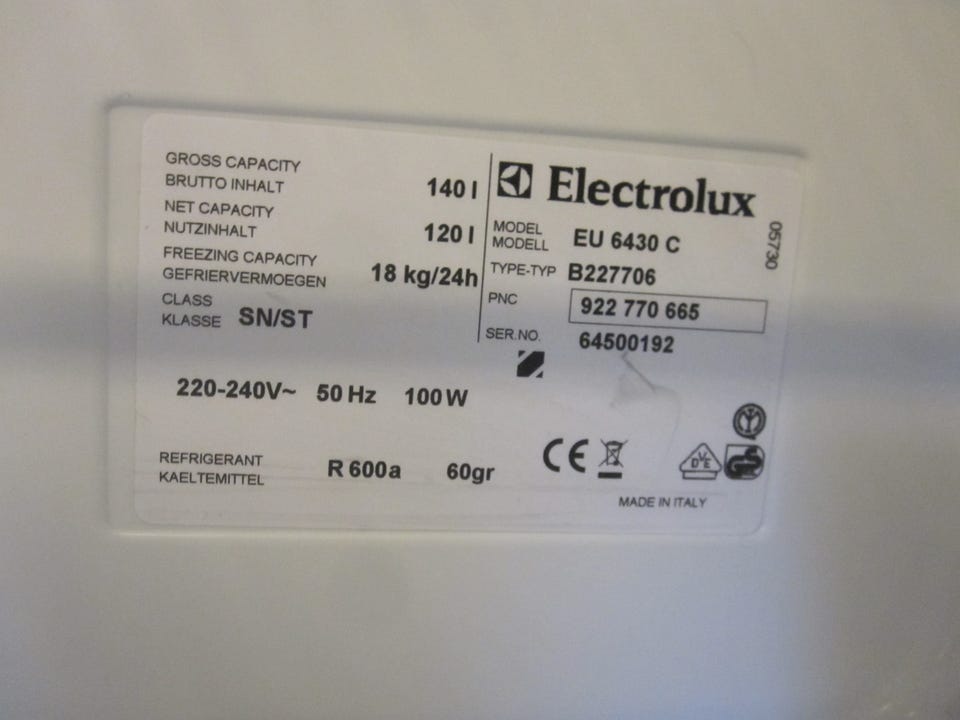 GROSS CAPACITY
BRUTTO INHALT 140 l
NET CAPACITY
NUTZINHALT 120 l
FREEZING CAPACITY
GEFRIERVERMOEGEN 18 kg/24h
CLASS
KLASSE SN/ST
Electrolux
MODEL
MODELL EU 6430 C
TYPE-TYP B227706
PNC 922 770 665
SER.NO. 64500192
05730
220-240V~ 50 Hz 100 W
REFRIGERANT
KAELTEMITTEL R 600a 60gr
CE
DVE
MADE IN ITALY